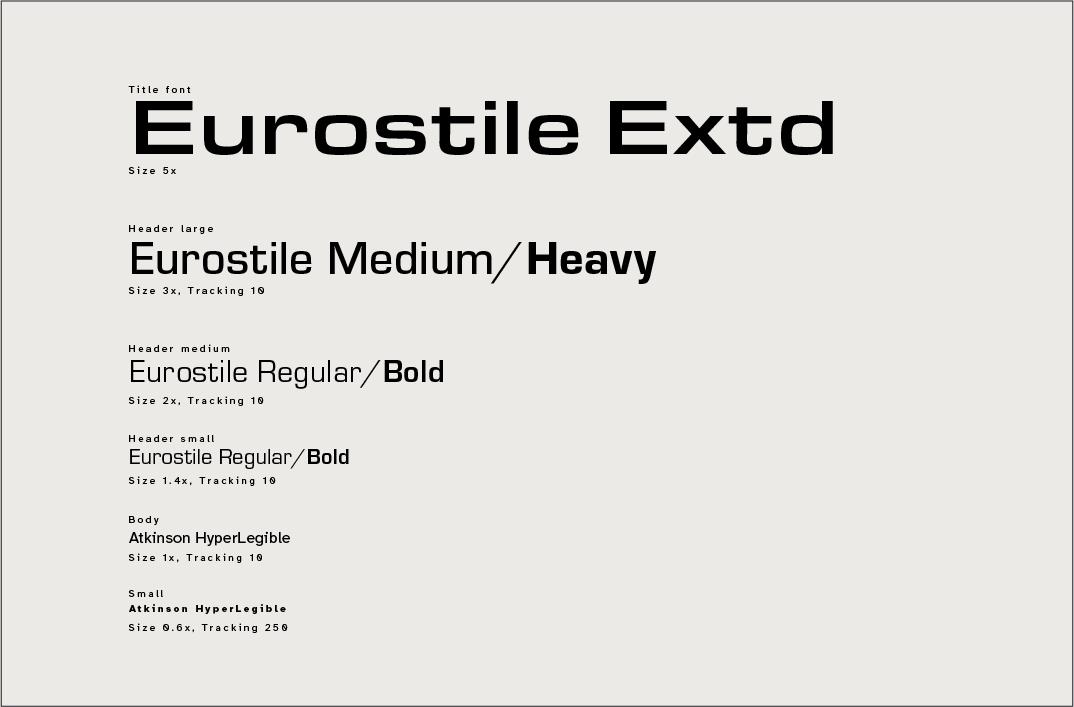 Title font
Eurostile Extd
Size 5x
Header large
Eurostile Medium/Heavy
Size 3x, Tracking 10
Header medium
Eurostile Regular/Bold
Size 2x, Tracking 10
Header small
Eurostile Regular/Bold
Size 1.4x, Tracking 10
Body
Atkinson HyperLegible
Size 1x, Tracking 10
Small
Atkinson HyperLegible
Size 0.6x, Tracking 250